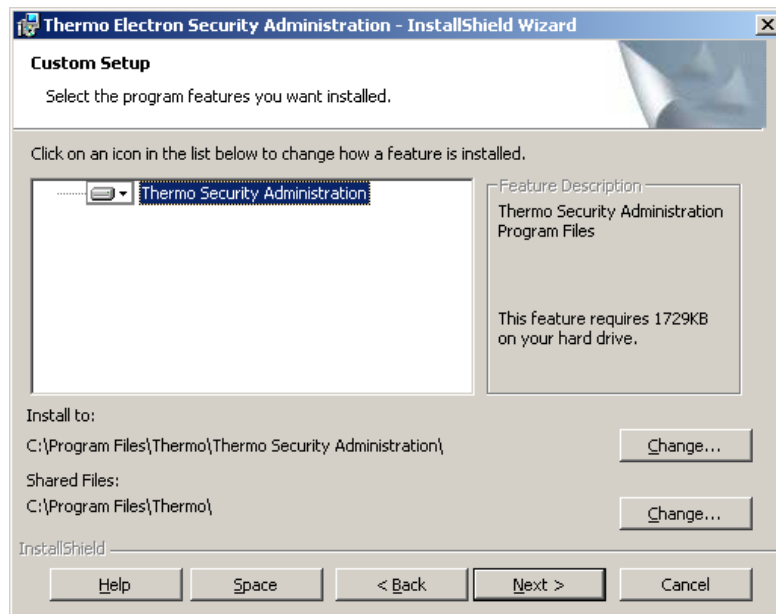 Thermo Electron Security Administration - InstallShield Wizard
Custom Setup
Select the program features you want installed.
Click on an icon in the list below to change how a feature is installed.
Thermo Security Administration
Feature Description
Thermo Security Administration
Program Files
This feature requires 1729KB
on your hard drive.
Install to:
C:\Program Files\Thermo\Thermo Security Administration\
Change...
Shared Files:
C:\Program Files\Thermo\
Change...
InstallShield
Help
Space
< Back
Next >
Cancel